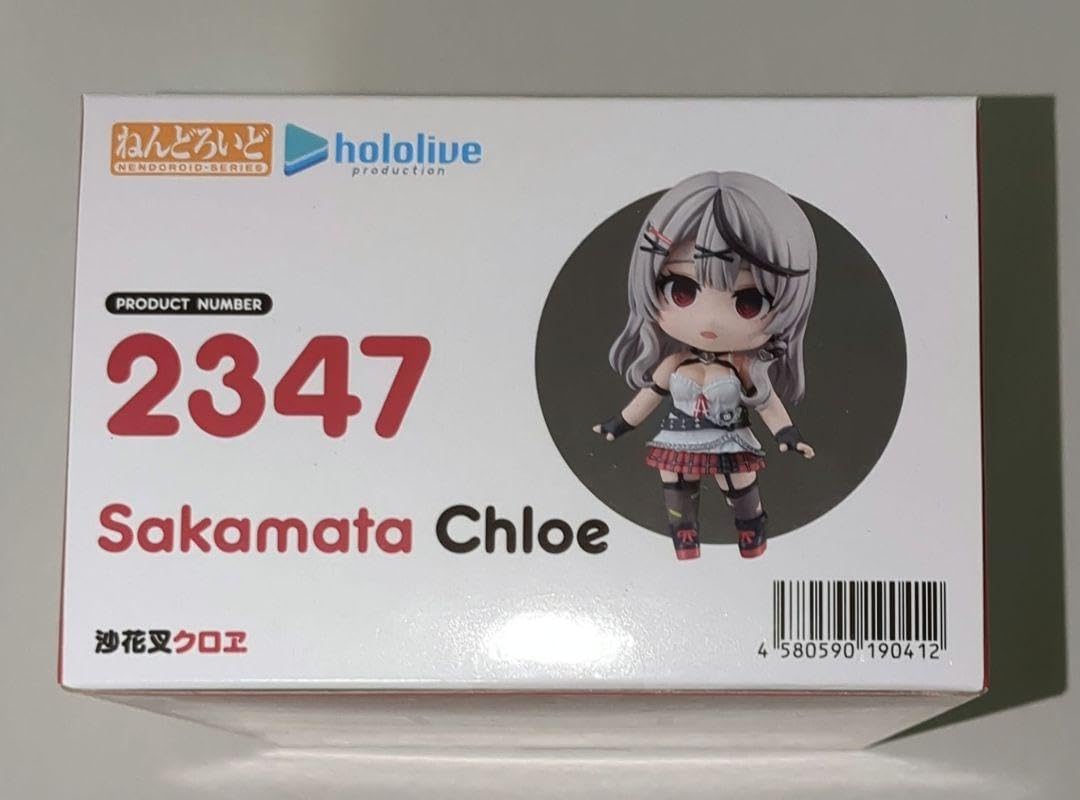 ねんどろいど
NENDOROID-SERIES
hololive
production
PRODUCT NUMBER
2347
Sakamata Chloe
沙花叉クロヱ
4 580590 190412